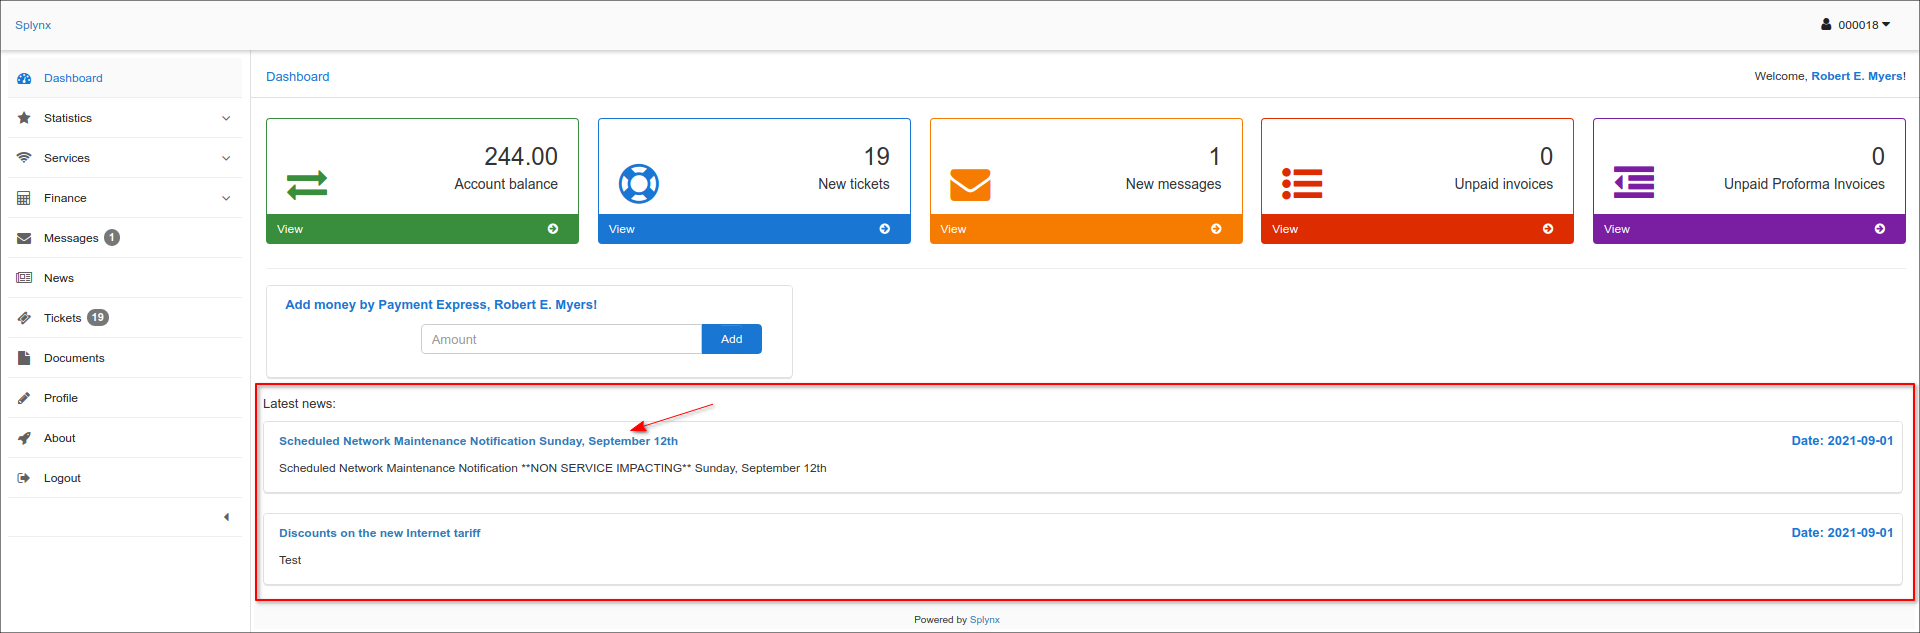 Splynx
000018
Dashboard
Statistics
Services
Finance
Messages 1
News
Tickets 19
Documents
Profile
About
Logout
Dashboard
Welcome, Robert E. Myers!
244.00
Account balance
View
19
New tickets
View
1
New messages
View
0
Unpaid invoices
View
0
Unpaid Proforma Invoices
View
Add money by Payment Express, Robert E. Myers!
Amount
Add
Latest news:
Scheduled Network Maintenance Notification Sunday, September 12th
Date: 2021-09-01
Scheduled Network Maintenance Notification **NON SERVICE IMPACTING** Sunday, September 12th
Discounts on the new Internet tariff
Date: 2021-09-01
Test
Powered by Splynx